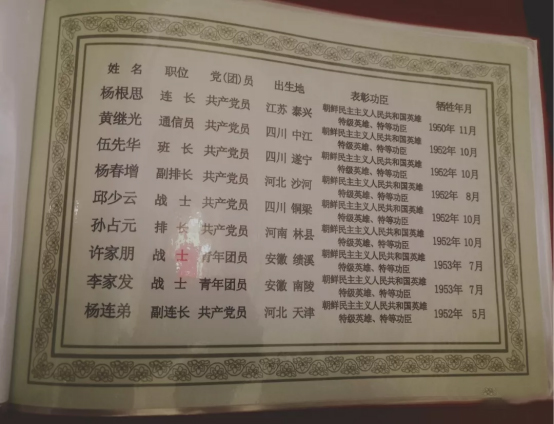 姓 名 职位 党(团)员 出生地 表彰功臣 牺牲年月
杨根思 连 长 共产党员 江苏 泰兴 朝鲜民主主义人民共和国英雄 特级英雄、特等功臣 1950年 11月
黄继光 通信员 共产党员 四川 中江 朝鲜民主主义人民共和国英雄 特级英雄、特等功臣 1952年 10月
伍先华 班 长 共产党员 四川 遂宁 朝鲜民主主义人民共和国英雄 特级英雄、特等功臣 1952年 10月
杨春增 副排长 共产党员 河北 沙河 朝鲜民主主义人民共和国英雄 特级英雄、特等功臣 1952年 8月
邱少云 战 士 共产党员 四川 铜梁 朝鲜民主主义人民共和国英雄 特级英雄、特等功臣 1952年 10月
孙占元 排 长 共产党员 河南 林县 朝鲜民主主义人民共和国英雄 特级英雄、特等功臣 1952年 10月
许家朋 战 士 青年团员 安徽 绩溪 朝鲜民主主义人民共和国英雄 特级英雄、特等功臣 1953年 7月
李家发 战 士 青年团员 安徽 南陵 朝鲜民主主义人民共和国英雄 特级英雄、特等功臣 1953年 7月
杨连弟 副连长 共产党员 河北 天津 朝鲜民主主义人民共和国英雄 特级英雄、特等功臣 1952年 5月